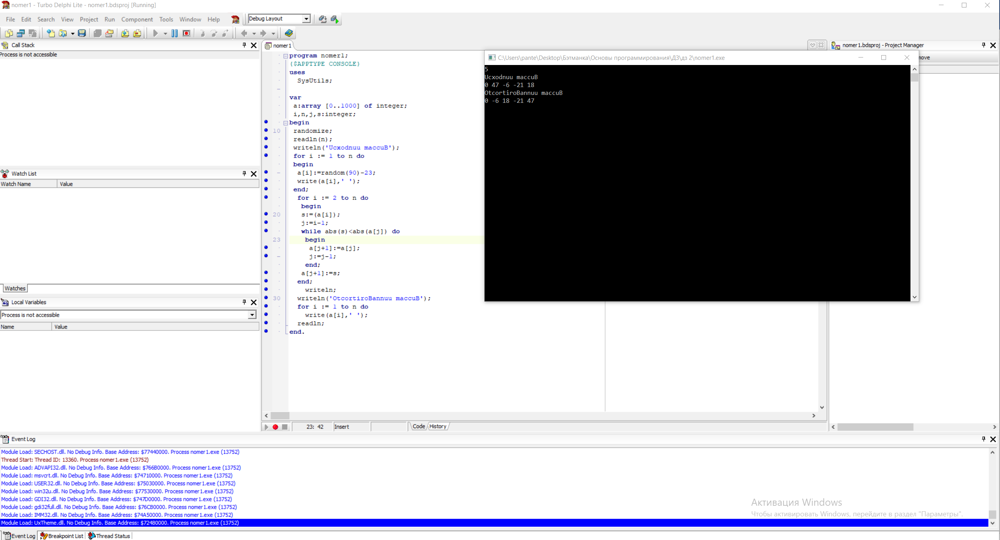 nomer1 - Turbo Delphi Lite - nomer1.bdsproj [Running]
File Edit Search View Project Run Component Tools Window Help
Debug Layout
Call Stack
Process is not accessible
Watch List
Watch Name Value
Watches
Local Variables
Process is not accessible
Name Value
nomer1
program nomer1;
{$APPTYPE CONSOLE}
uses
SysUtils;
var
a:array [0..1000] of integer;
i,n,j,s:integer;
begin
10 randomize;
readln(n);
writeln('Ucxodnuu maccuB');
for i := 1 to n do
begin
a[i]:=random(90)-23;
write(a[i],' ');
end;
for i := 2 to n do
begin
20 s:=(a[i]);
j:=i-1;
while abs(s)<abs(a[j]) do
23 begin
a[j+1]:=a[j];
j:=j-1;
end;
a[j+1]:=s;
end;
writeln;
30 writeln('OtcortiroBannuu maccuB');
for i := 1 to n do
write(a[i],' ');
readln;
end.
23: 42 Insert
Code History
C:\Users\pante\Desktop\Бэтманка\Основы программирования\ДЗ\дз 2\nomer1.exe
5
Ucxodnuu maccuB
0 47 -6 -21 18
OtcortiroBannuu maccuB
0 -6 18 -21 47
nomer1.bdsproj - Project Manager
Event Log
Module Load: SECHOST.dll. No Debug Info. Base Address: $77440000. Process nomer1.exe (13752)
Thread Start: Thread ID: 13360. Process nomer1.exe (13752)
Module Load: ADVAPI32.dll. No Debug Info. Base Address: $766B0000. Process nomer1.exe (13752)
Module Load: msvcrt.dll. No Debug Info. Base Address: $74710000. Process nomer1.exe (13752)
Module Load: USER32.dll. No Debug Info. Base Address: $75030000. Process nomer1.exe (13752)
Module Load: win32u.dll. No Debug Info. Base Address: $77530000. Process nomer1.exe (13752)
Module Load: GDI32.dll. No Debug Info. Base Address: $747D0000. Process nomer1.exe (13752)
Module Load: gdi32full.dll. No Debug Info. Base Address: $76CB0000. Process nomer1.exe (13752)
Module Load: IMM32.dll. No Debug Info. Base Address: $74A50000. Process nomer1.exe (13752)
Module Load: UxTheme.dll. No Debug Info. Base Address: $72480000. Process nomer1.exe (13752)
Активация Windows
Чтобы активировать Windows, перейдите в раздел "Параметры".
Event Log Breakpoint List Thread Status